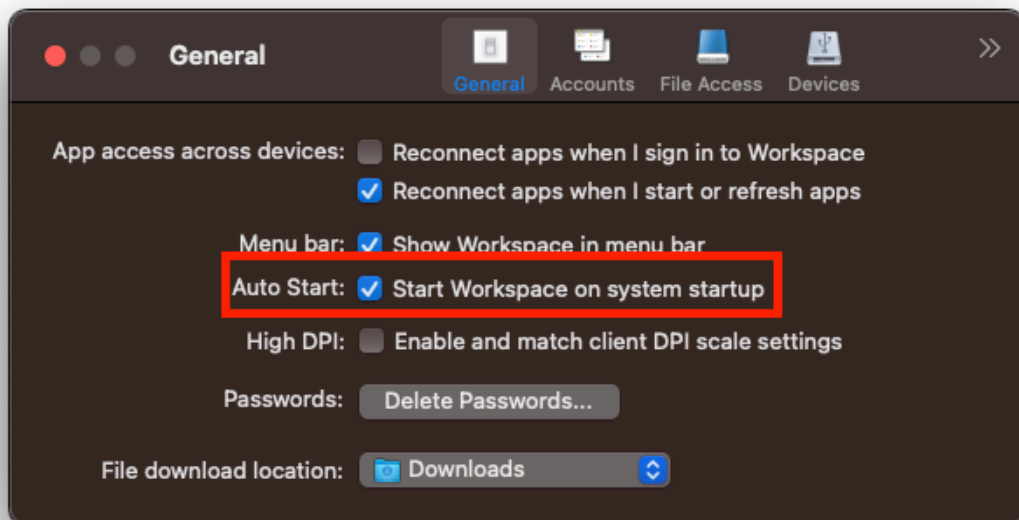 General
General Accounts File Access Devices
App access across devices: Reconnect apps when I sign in to Workspace
Reconnect apps when I start or refresh apps
Menu bar: Show Workspace in menu bar
Auto Start: Start Workspace on system startup
High DPI: Enable and match client DPI scale settings
Passwords: Delete Passwords...
File download location: Downloads